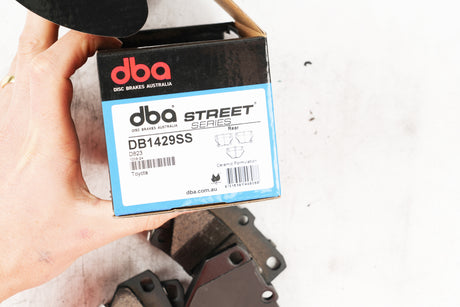 dba
DISC BRAKES AUSTRALIA
dba STREET
DISC BRAKES AUSTRALIA SERIES
DB1429SS Rear
D823
Toyota
Ceramic Formulation
dba.com.au